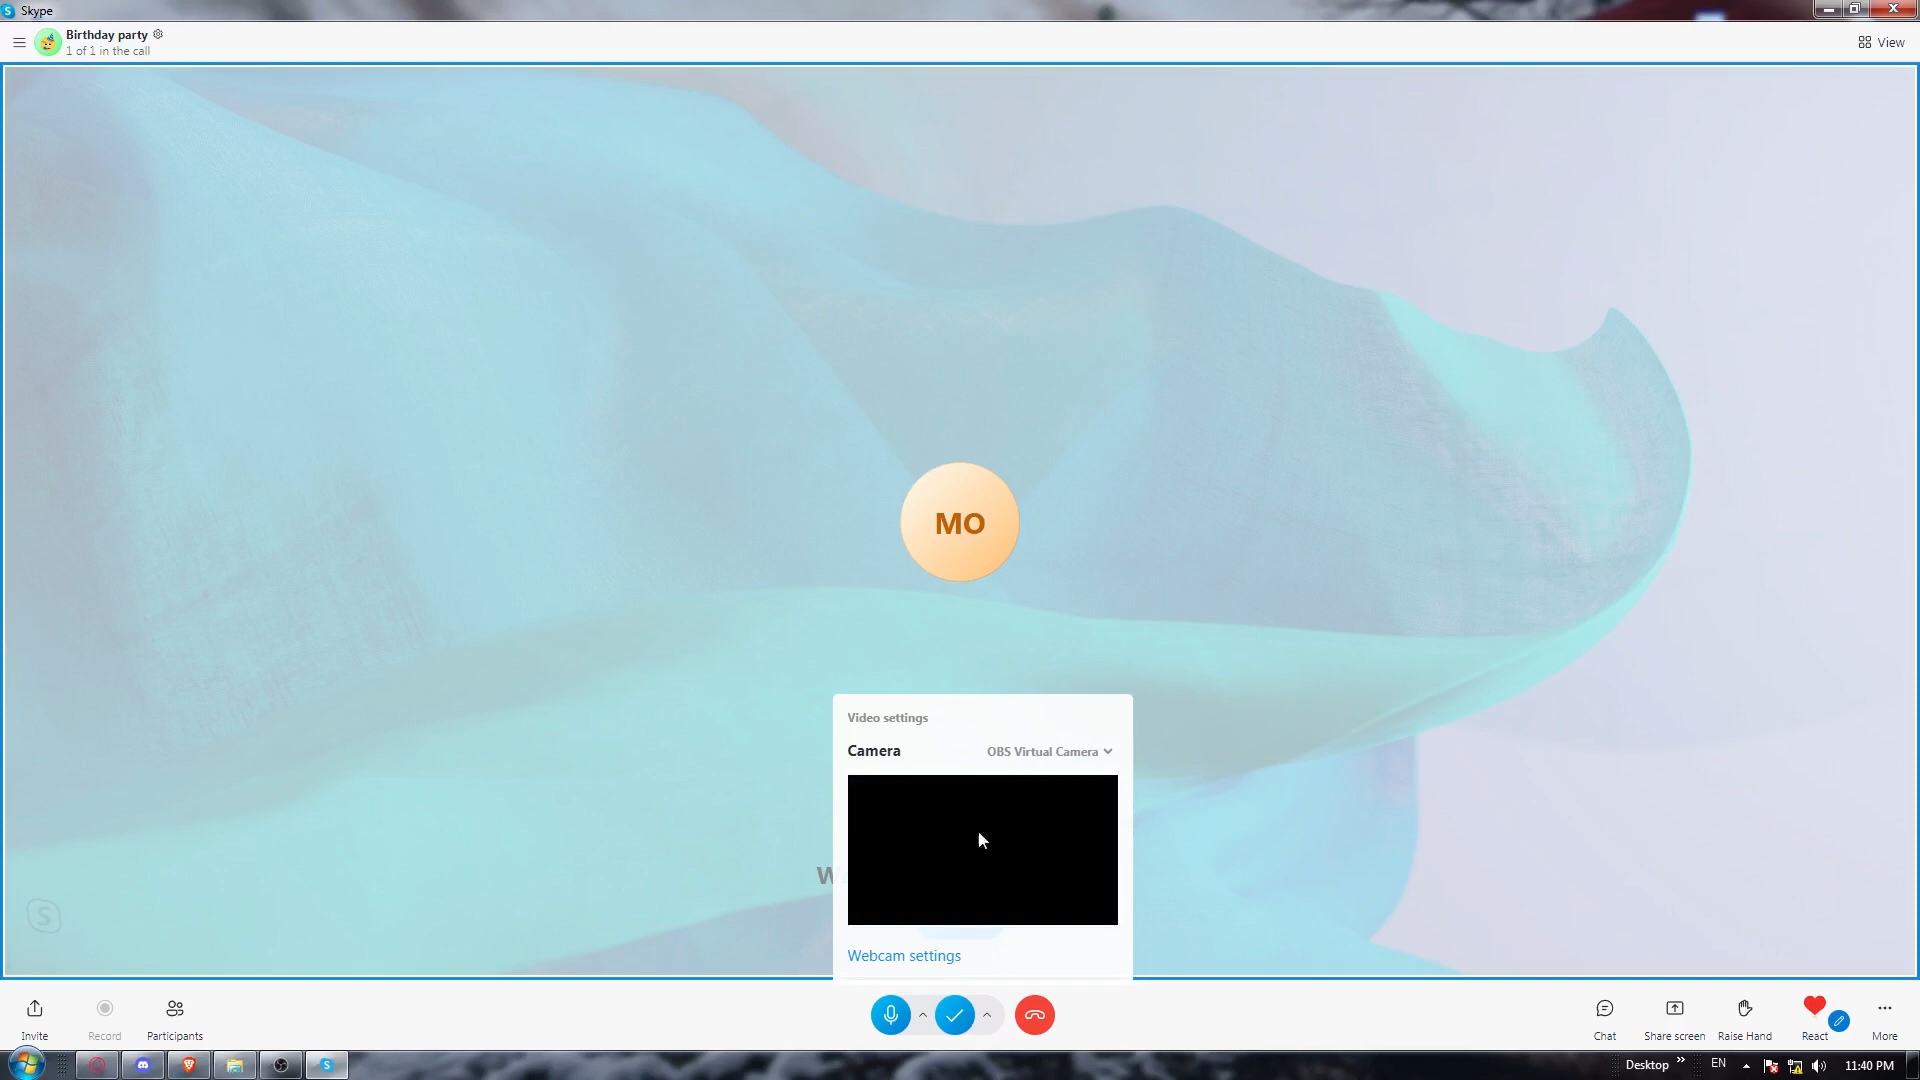 Skype
Birthday party
1 of 1 in the call
View
MO
Video settings
Camera
OBS Virtual Camera
W
Webcam settings
Invite
Record
Participants
Chat
Share screen
Raise Hand
React
More
Desktop
EN
11:40 PM